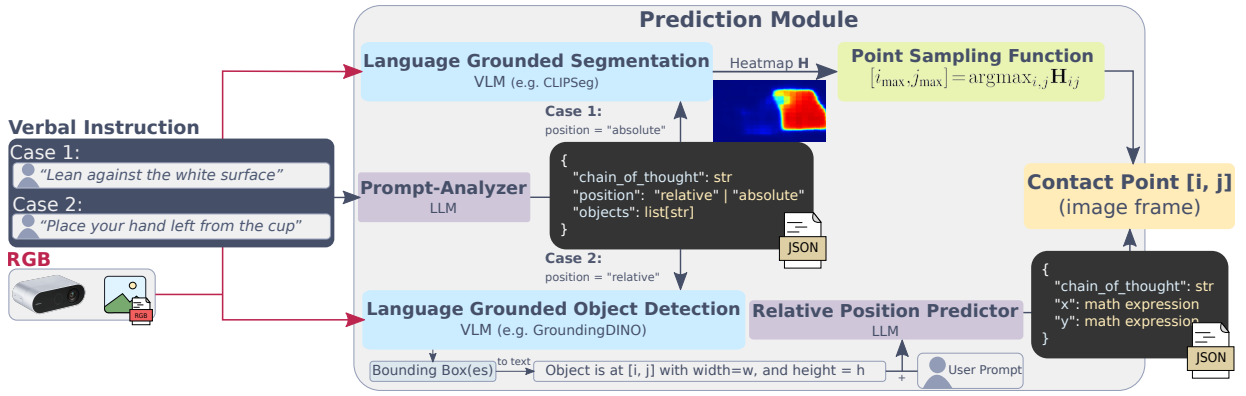 Prediction Module
Language Grounded Segmentation
VLM (e.g. CLIPSeg)
Heatmap H
Point Sampling Function
[i_max, j_max] = argmax_{i,j} H_{ij}
Case 1:
position = "absolute"
Verbal Instruction
Case 1:
“Lean against the white surface”
Case 2:
“Place your hand left from the cup”
RGB
RGB
Prompt-Analyzer
LLM
{
"chain_of_thought": str
"position": "relative" | "absolute"
"objects": list[str]
}
JSON
Case 2:
position = "relative"
Contact Point [i, j]
(image frame)
Language Grounded Object Detection
VLM (e.g. GroundingDINO)
Relative Position Predictor
LLM
{
"chain_of_thought": str
"x": math expression
"y": math expression
}
JSON
Bounding Box(es)
to text
Object is at [i, j] with width=w, and height = h
+
User Prompt